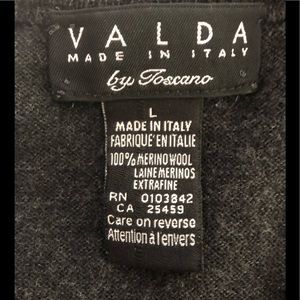 VALDA
MADE IN ITALY
by Toscano
L
MADE IN ITALY
FABRIQUÉ EN ITALIE
100% MERINO WOOL
LAINE MERINOS
EXTRAFINE
RN 0103842
CA 25459
Care on reverse
Attention à l'envers